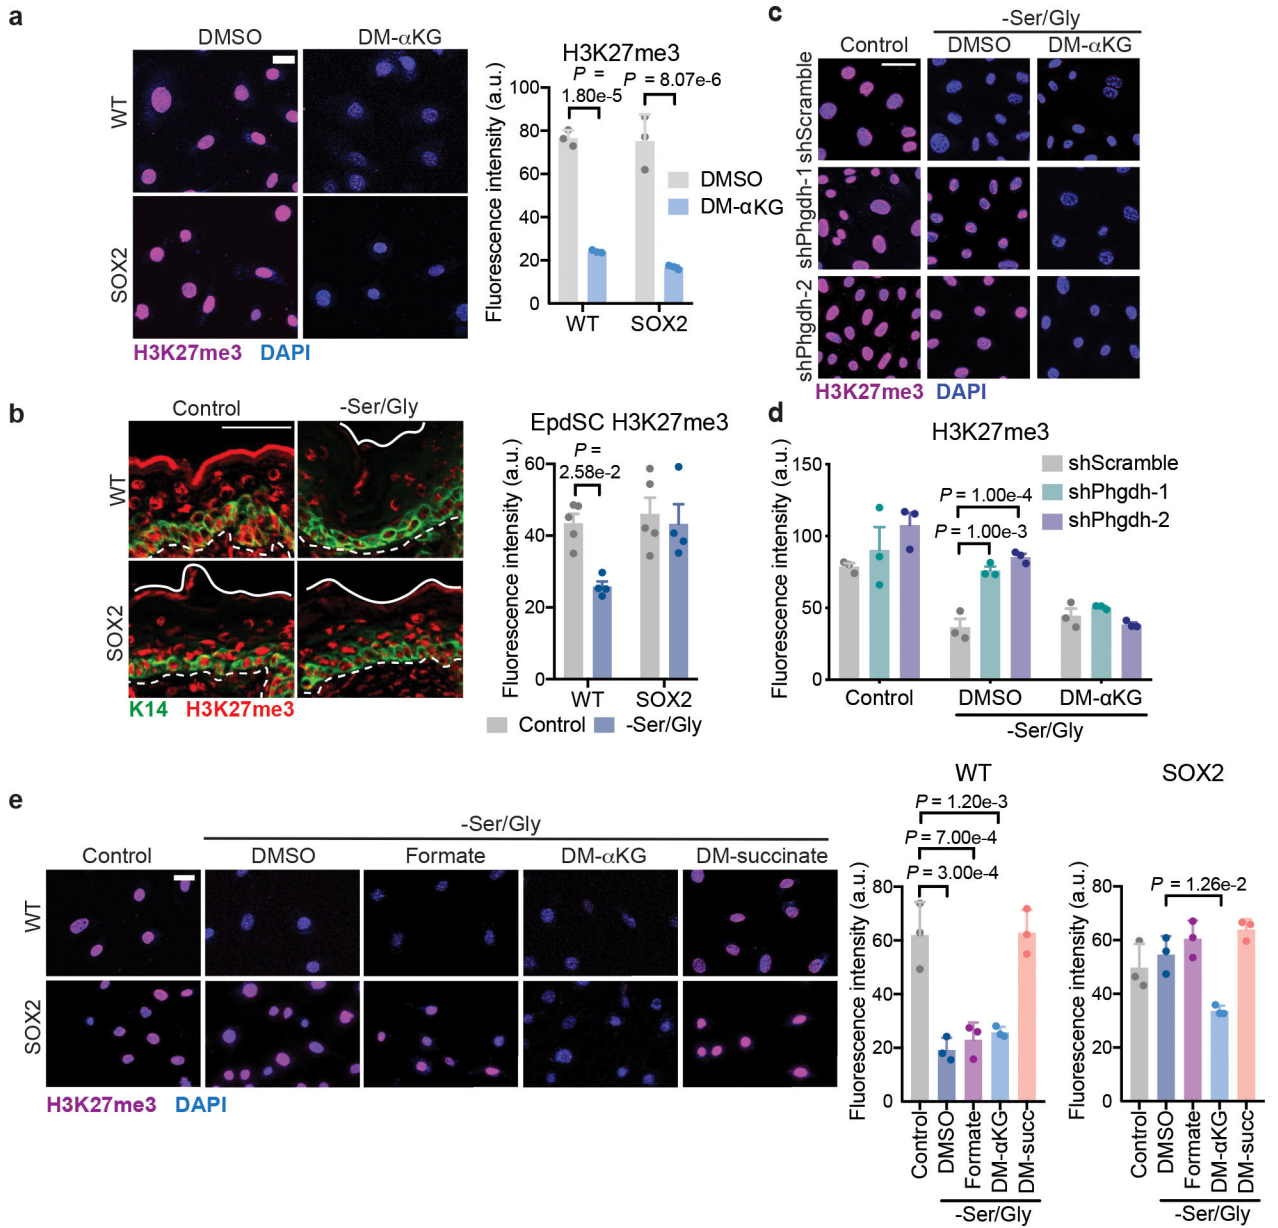 a
DMSO
DM-αKG
WT
SOX2
H3K27me3 DAPI
H3K27me3
Fluorescence intensity (a.u.)
100
80
60
40
20
0
P =
1.80e-5
P = 8.07e-6
DMSO
DM-αKG
WT
SOX2
b
Control
-Ser/Gly
WT
SOX2
K14 H3K27me3
EpdSC H3K27me3
Fluorescence intensity (a.u.)
60
40
20
0
P =
2.58e-2
WT
SOX2
Control
-Ser/Gly
c
-Ser/Gly
Control
DMSO
DM-αKG
shScramble
shPhgdh-1
shPhgdh-2
H3K27me3 DAPI
d
H3K27me3
Fluorescence intensity (a.u.)
150
100
50
0
shScramble
shPhgdh-1
shPhgdh-2
P = 1.00e-4
P = 1.00e-3
Control
DMSO
DM-αKG
-Ser/Gly
e
-Ser/Gly
Control
DMSO
Formate
DM-αKG
DM-succinate
WT
SOX2
H3K27me3 DAPI
WT
P = 1.20e-3
P = 7.00e-4
P = 3.00e-4
Fluorescence intensity (a.u.)
80
60
40
20
0
Control
DMSO
Formate
DM-αKG
DM-succ
-Ser/Gly
SOX2
P = 1.26e-2
Fluorescence intensity (a.u.)
80
60
40
20
0
Control
DMSO
Formate
DM-αKG
DM-succ
-Ser/Gly